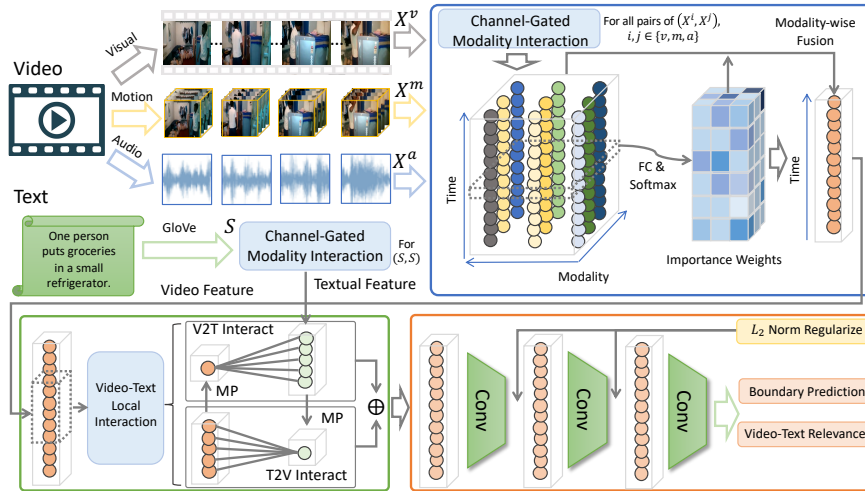 Video
Visual
Motion
Audio
X^v
X^m
X^a
Text
One person
puts groceries
in a small
refrigerator.
GloVe
S
Channel-Gated
Modality Interaction
For
(S, S)
Channel-Gated
Modality Interaction
For all pairs of (X^i, X^j),
i, j ∈ {v, m, a}
Modality-wise
Fusion
Time
Modality
FC &
Softmax
Importance Weights
Time
Video Feature
Textual Feature
Video-Text
Local
Interaction
V2T Interact
MP
MP
T2V Interact
Conv
Conv
Conv
L_2 Norm Regularize
Boundary Prediction
Video-Text Relevance